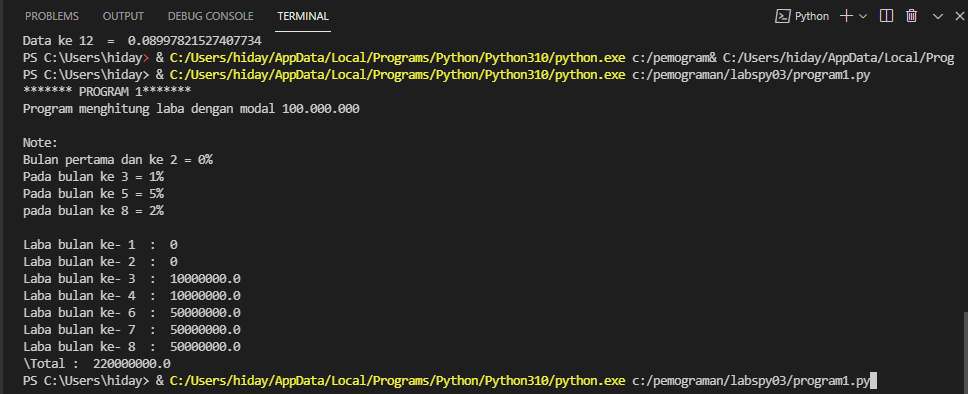 PROBLEMS OUTPUT DEBUG CONSOLE TERMINAL Python
Data ke 12 = 0.08997821527407734
PS C:\Users\hiday> & C:/Users/hiday/AppData/Local/Programs/Python/Python310/python.exe c:/pemogram& C:/Users/hiday/AppData/Local/Prog
PS C:\Users\hiday> & C:/Users/hiday/AppData/Local/Programs/Python/Python310/python.exe c:/pemograman/labspy03/program1.py
******* PROGRAM 1*******
Program menghitung laba dengan modal 100.000.000
Note:
Bulan pertama dan ke 2 = 0%
Pada bulan ke 3 = 1%
Pada bulan ke 5 = 5%
pada bulan ke 8 = 2%
Laba bulan ke- 1 : 0
Laba bulan ke- 2 : 0
Laba bulan ke- 3 : 10000000.0
Laba bulan ke- 4 : 10000000.0
Laba bulan ke- 6 : 50000000.0
Laba bulan ke- 7 : 50000000.0
Laba bulan ke- 8 : 50000000.0
\Total : 220000000.0
PS C:\Users\hiday> & C:/Users/hiday/AppData/Local/Programs/Python/Python310/python.exe c:/pemograman/labspy03/program1.py